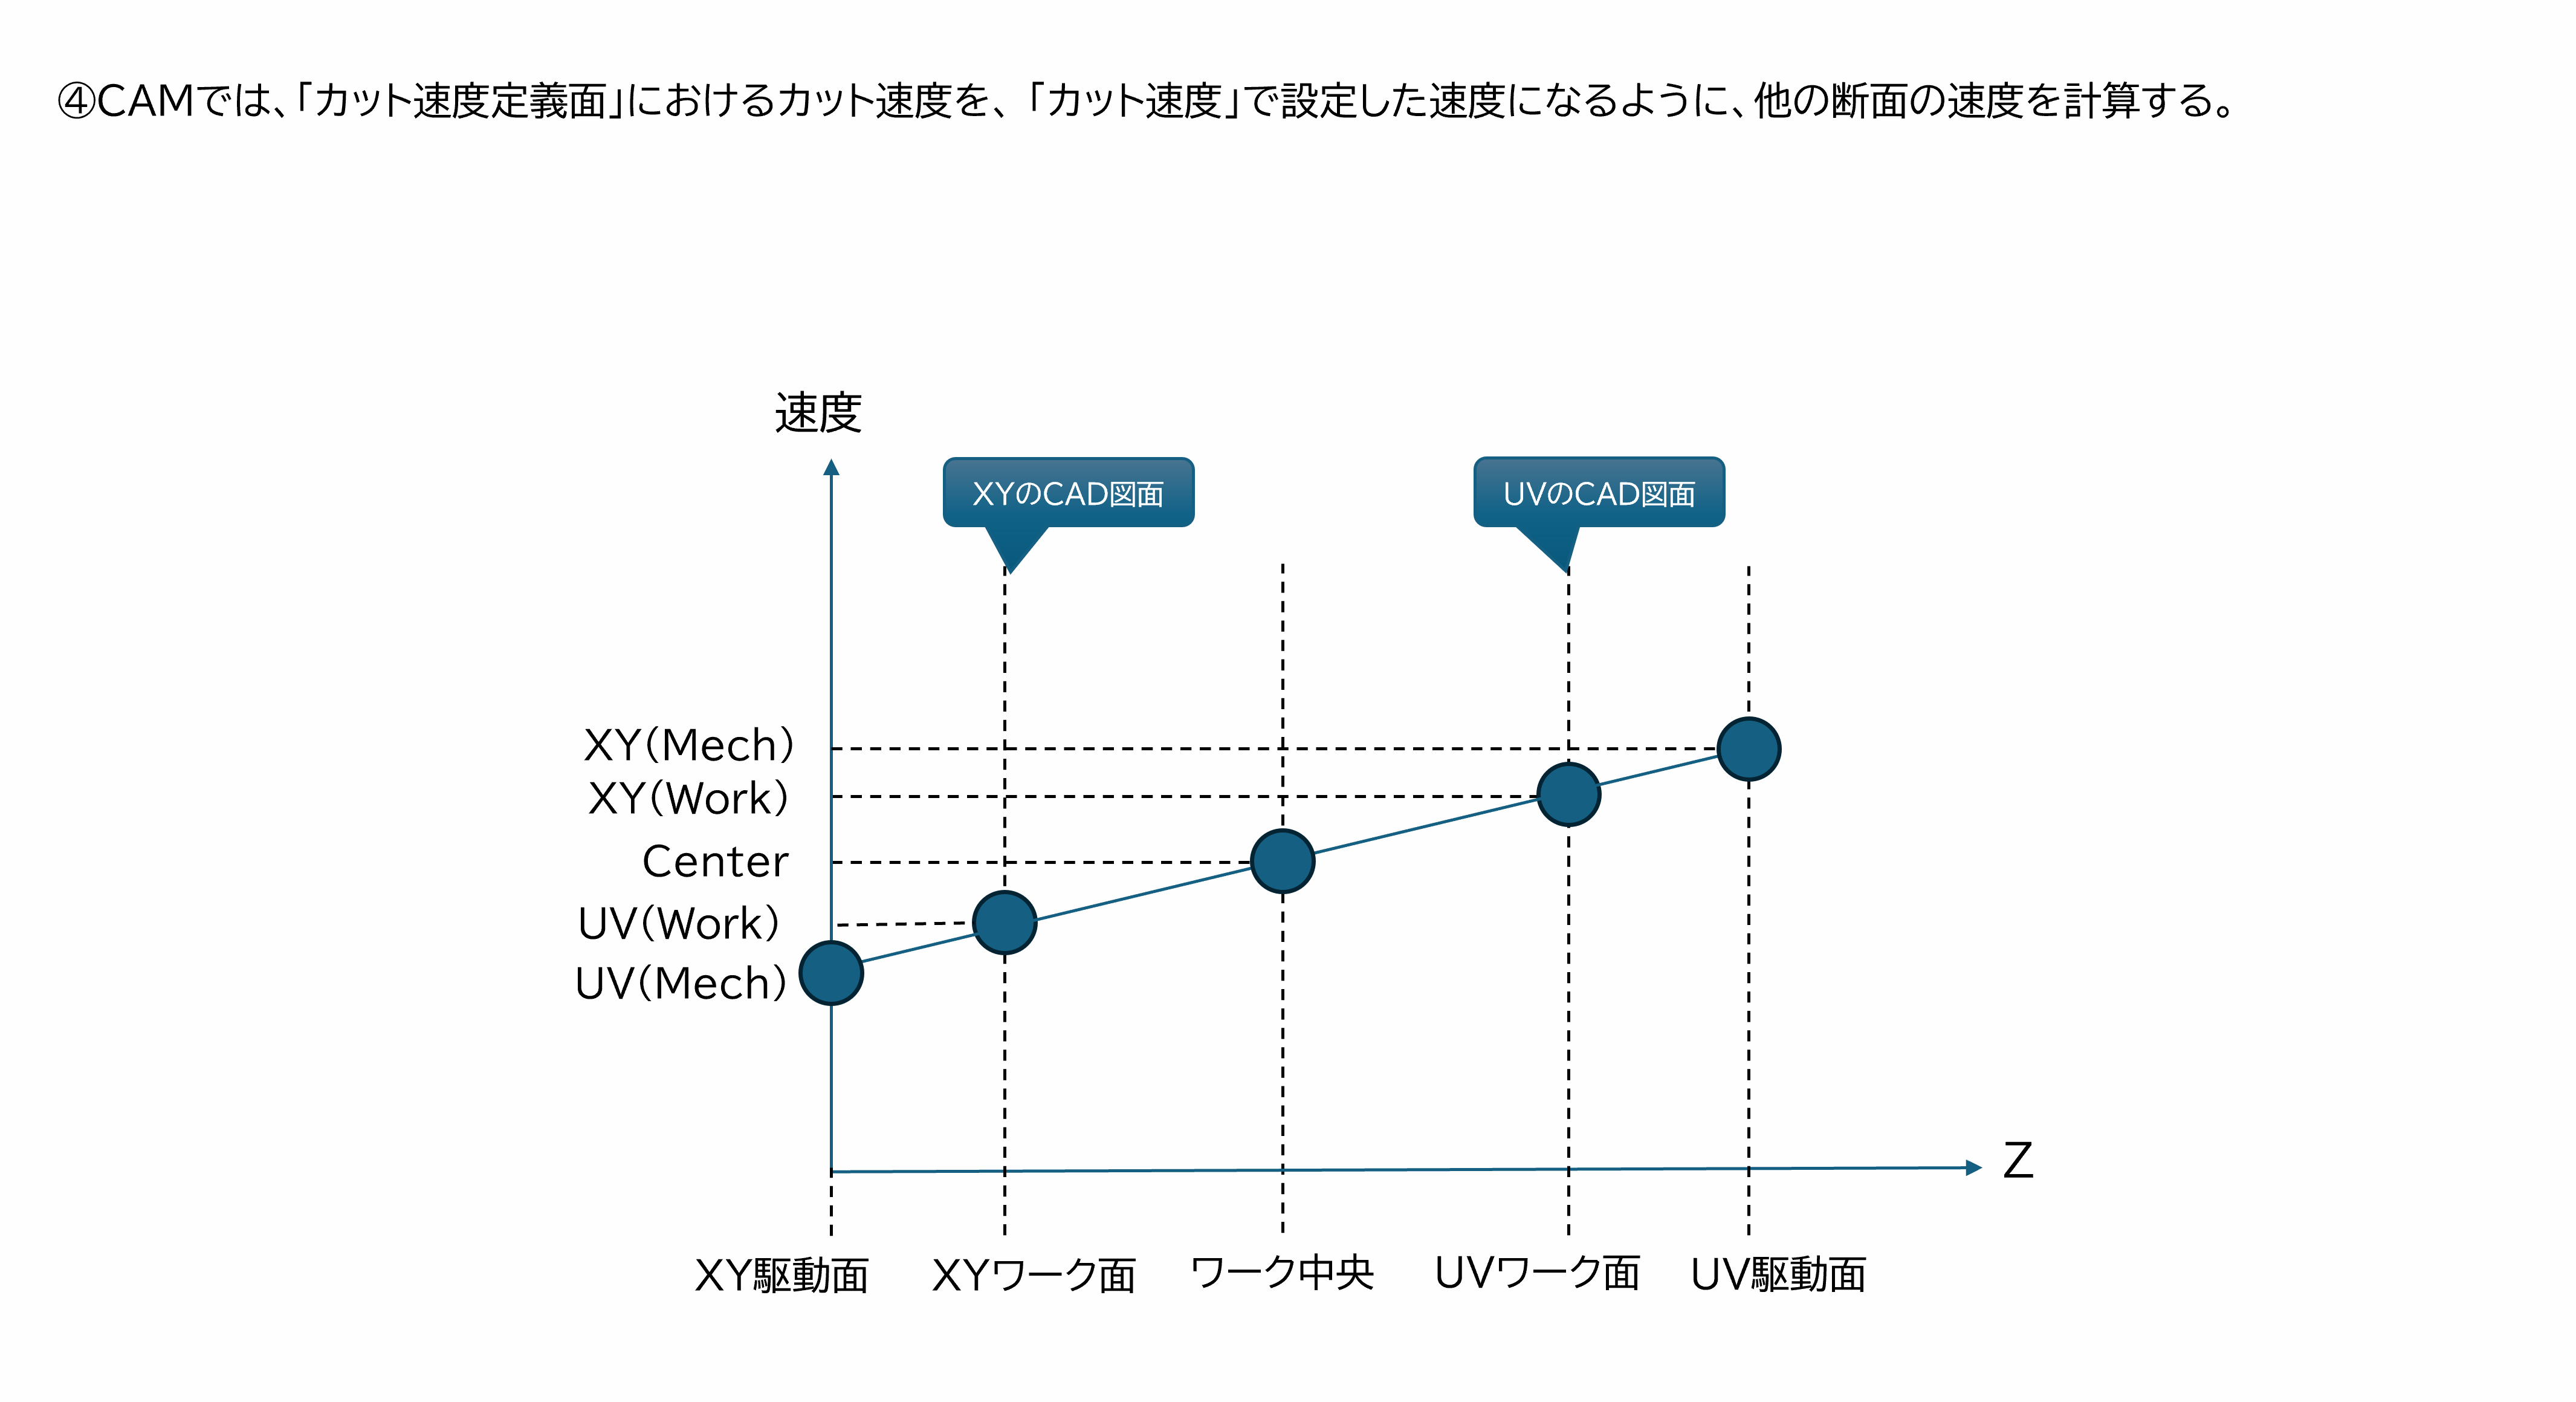 ④CAMでは、「カット速度定義面」におけるカット速度を、「カット速度」で設定した速度になるように、他の断面の速度を計算する。
速度
XYのCAD図面
UVのCAD図面
XY(Mech)
XY(Work)
Center
UV(Work)
UV(Mech)
Z
XY駆動面
XYワーク面
ワーク中央
UVワーク面
UV駆動面